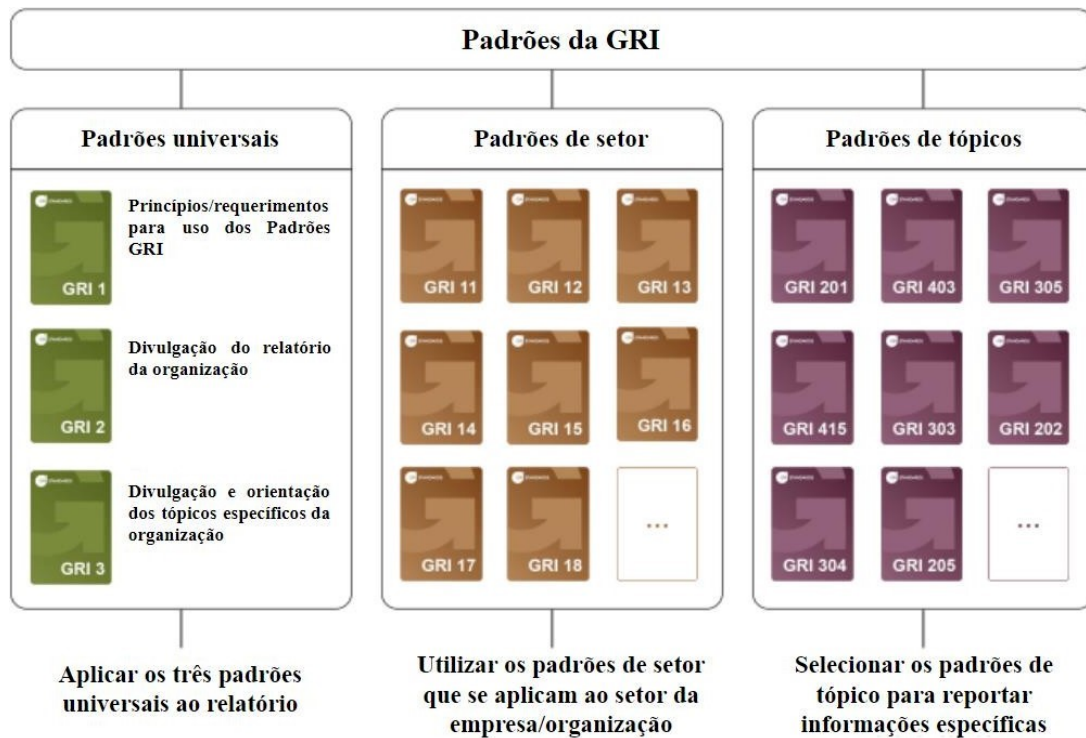 Padrões da GRI
Padrões universais
GRI 1
Princípios/requerimentos
para uso dos Padrões
GRI
GRI 2
Divulgação do relatório
da organização
GRI 3
Divulgação e orientação
dos tópicos específicos da
organização
Aplicar os três padrões
universais ao relatório
Padrões de setor
GRI 11 GRI 12 GRI 13
GRI 14 GRI 15 GRI 16
GRI 17 GRI 18 ...
Utilizar os padrões de setor
que se aplicam ao setor da
empresa/organização
Padrões de tópicos
GRI 201 GRI 403 GRI 305
GRI 415 GRI 303 GRI 202
GRI 304 GRI 205 ...
Selecionar os padrões de
tópico para reportar
informações específicas